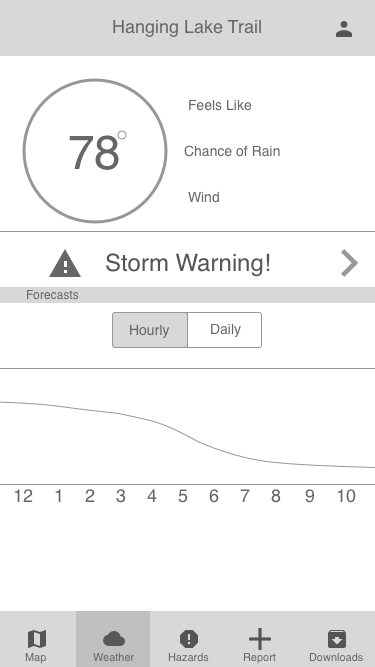 Hanging Lake Trail
78°
Feels Like
Chance of Rain
Wind
Storm Warning!
Forecasts
Hourly Daily
12 1 2 3 4 5 6 7 8 9 10
Map Weather Hazards Report Downloads